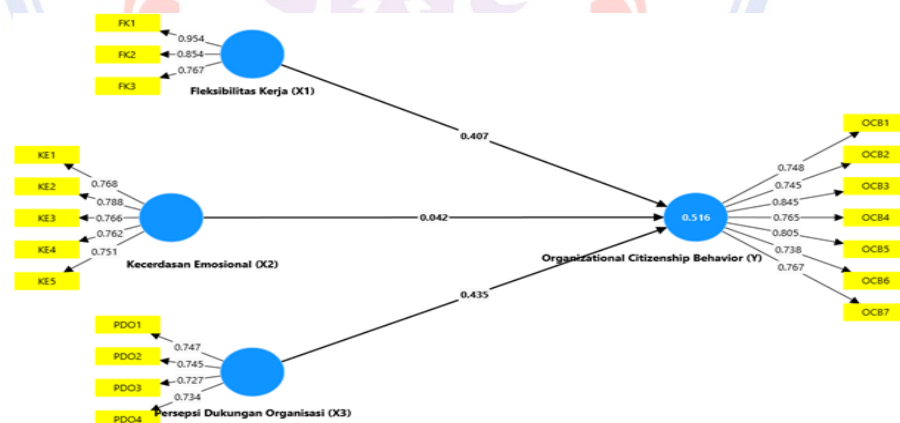 FK1
0.954
FK2
0.854
0.767
FK3
Fleksibilitas Kerja (X1)
0.407
KE1
0.768
KE2
0.788
KE3
0.766
0.762
KE4
0.751
KE5
Kecerdasan Emosional (X2)
0.042
0.516
OCB1
0.748
OCB2
0.745
OCB3
0.845
0.765
OCB4
0.805
OCB5
0.738
OCB6
0.767
OCB7
Organizational Citizenship Behavior (Y)
0.435
PDO1
0.747
PDO2
0.745
0.727
PDO3
0.734
PDO4
Persepsi Dukungan Organisasi (X3)